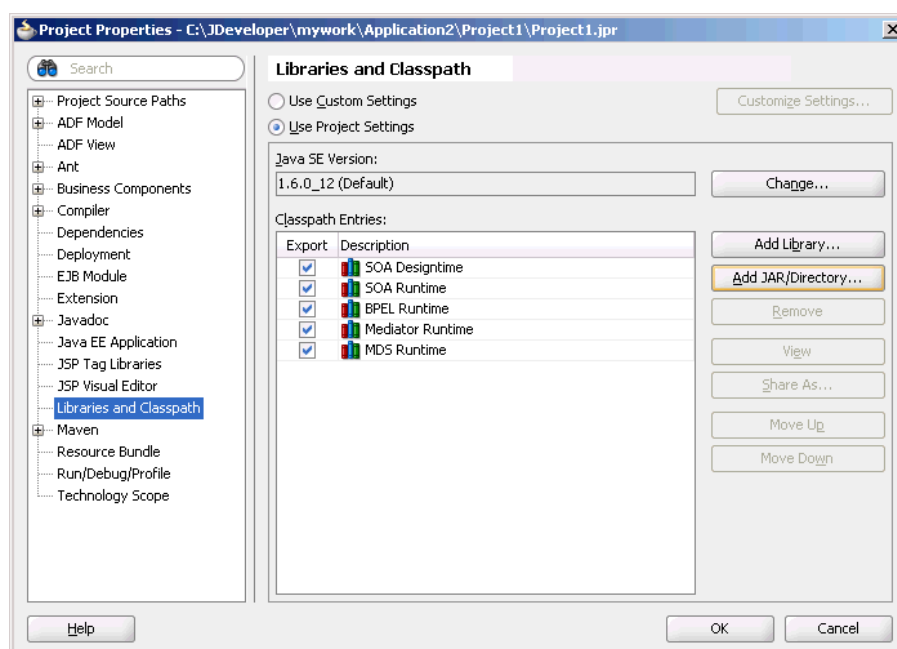 Project Properties - C:\JDeveloper\mywork\Application2\Project1\Project1.jpr
Search
Project Source Paths
ADF Model
ADF View
Ant
Business Components
Compiler
Dependencies
Deployment
EJB Module
Extension
Javadoc
Java EE Application
JSP Tag Libraries
JSP Visual Editor
Libraries and Classpath
Maven
Resource Bundle
Run/Debug/Profile
Technology Scope
Libraries and Classpath
Use Custom Settings
Customize Settings...
Use Project Settings
Java SE Version:
1.6.0_12 (Default)
Change...
Classpath Entries:
Export Description
SOA Designtime
SOA Runtime
BPEL Runtime
Mediator Runtime
MDS Runtime
Add Library...
Add JAR/Directory...
Remove
View
Share As...
Move Up
Move Down
Help
OK
Cancel